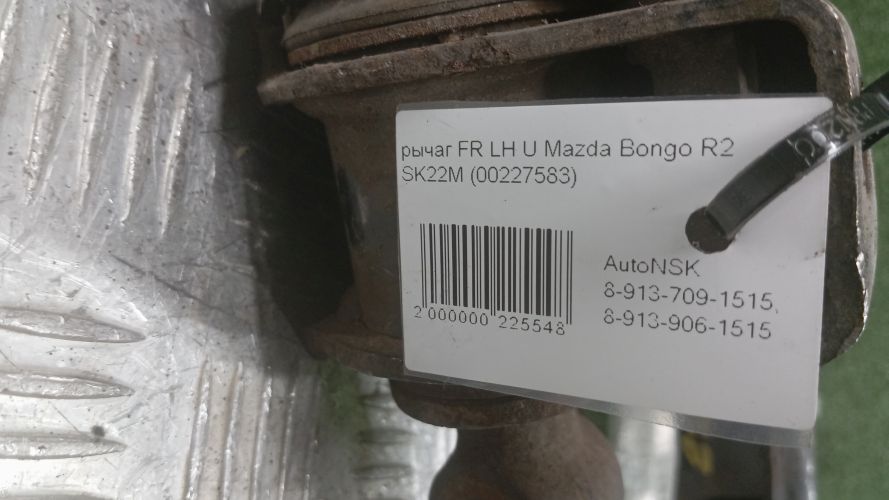 рычаг FR LH U Mazda Bongo R2
SK22M (00227583)
2 000000 225548
AutoNSK
8-913-709-1515,
8-913-906-1515